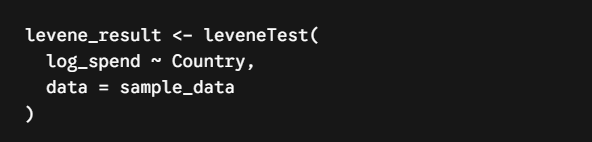 levene_result <- leveneTest(
  log_spend ~ Country,
  data = sample_data
)